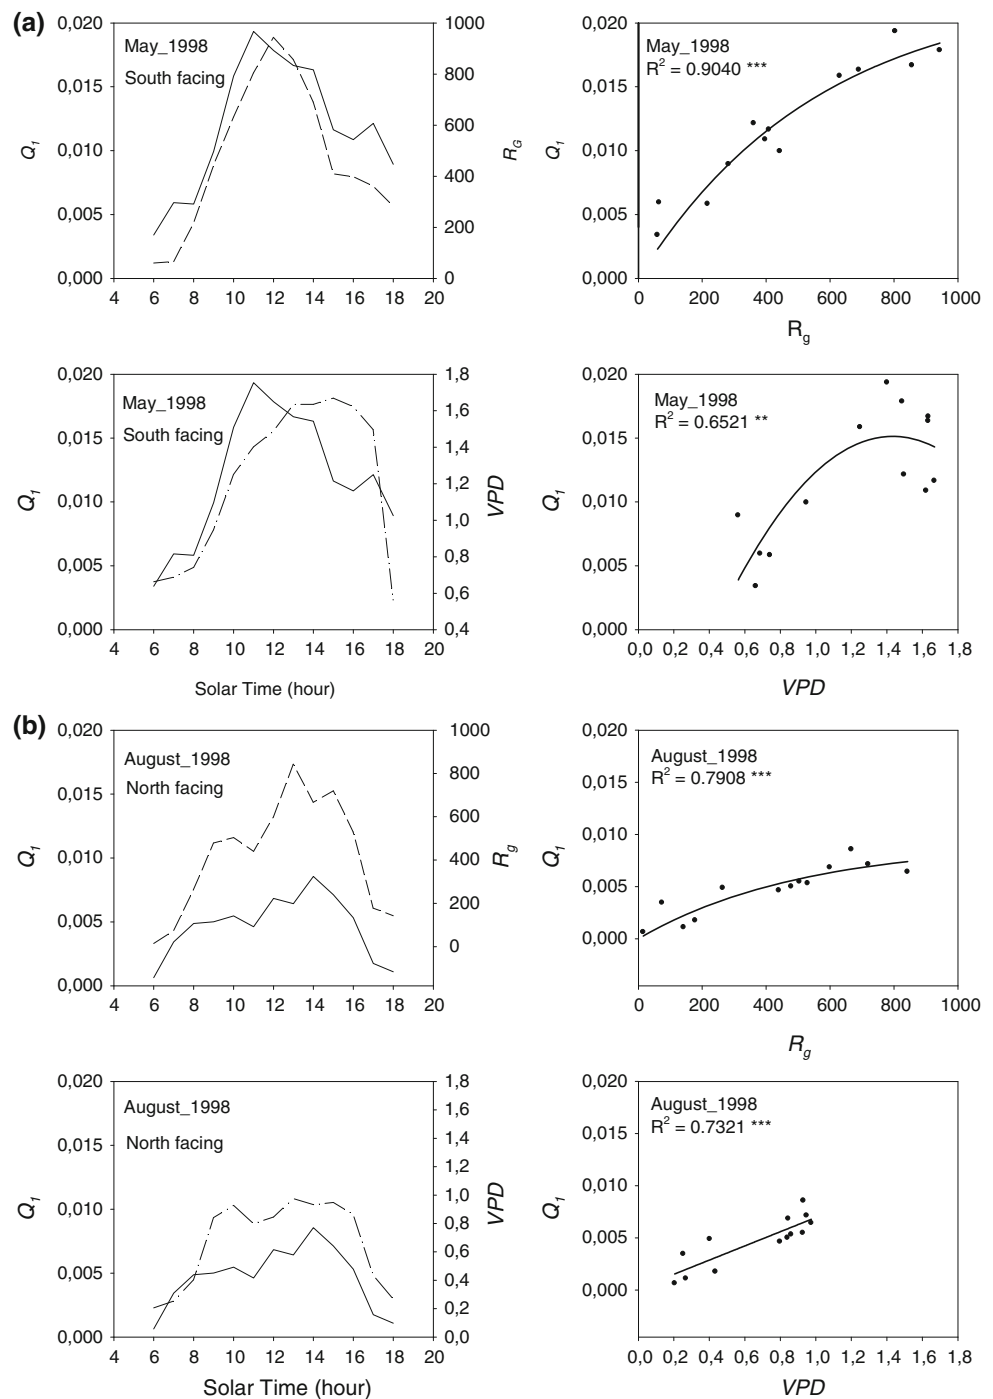 (a)
0,020
0,015
0,010
0,005
0,000
Q1
May_1998
South facing
1000
800
600
400
200
0
RG
4 6 8 10 12 14 16 18 20
0,020
0,015
0,010
0,005
0,000
Q1
May_1998
R2 = 0.9040 ***
0 200 400 600 800 1000
Rg
0,020
0,015
0,010
0,005
0,000
Q1
May_1998
South facing
1,8
1,6
1,4
1,2
1,0
0,8
0,6
0,4
VPD
4 6 8 10 12 14 16 18 20
Solar Time (hour)
0,020
0,015
0,010
0,005
0,000
Q1
May_1998
R2 = 0.6521 **
0,0 0,2 0,4 0,6 0,8 1,0 1,2 1,4 1,6 1,8
VPD
(b)
0,020
0,015
0,010
0,005
0,000
Q1
August_1998
North facing
1000
800
600
400
200
0
Rg
4 6 8 10 12 14 16 18 20
0,020
0,015
0,010
0,005
0,000
Q1
August_1998
R2 = 0.7908 ***
0 200 400 600 800 1000
Rg
0,020
0,015
0,010
0,005
0,000
Q1
August_1998
North facing
1,8
1,6
1,4
1,2
1,0
0,8
0,6
0,4
0,2
0,0
VPD
4 6 8 10 12 14 16 18 20
Solar Time (hour)
0,020
0,015
0,010
0,005
0,000
Q1
August_1998
R2 = 0.7321 ***
0,0 0,2 0,4 0,6 0,8 1,0 1,2 1,4 1,6 1,8
VPD